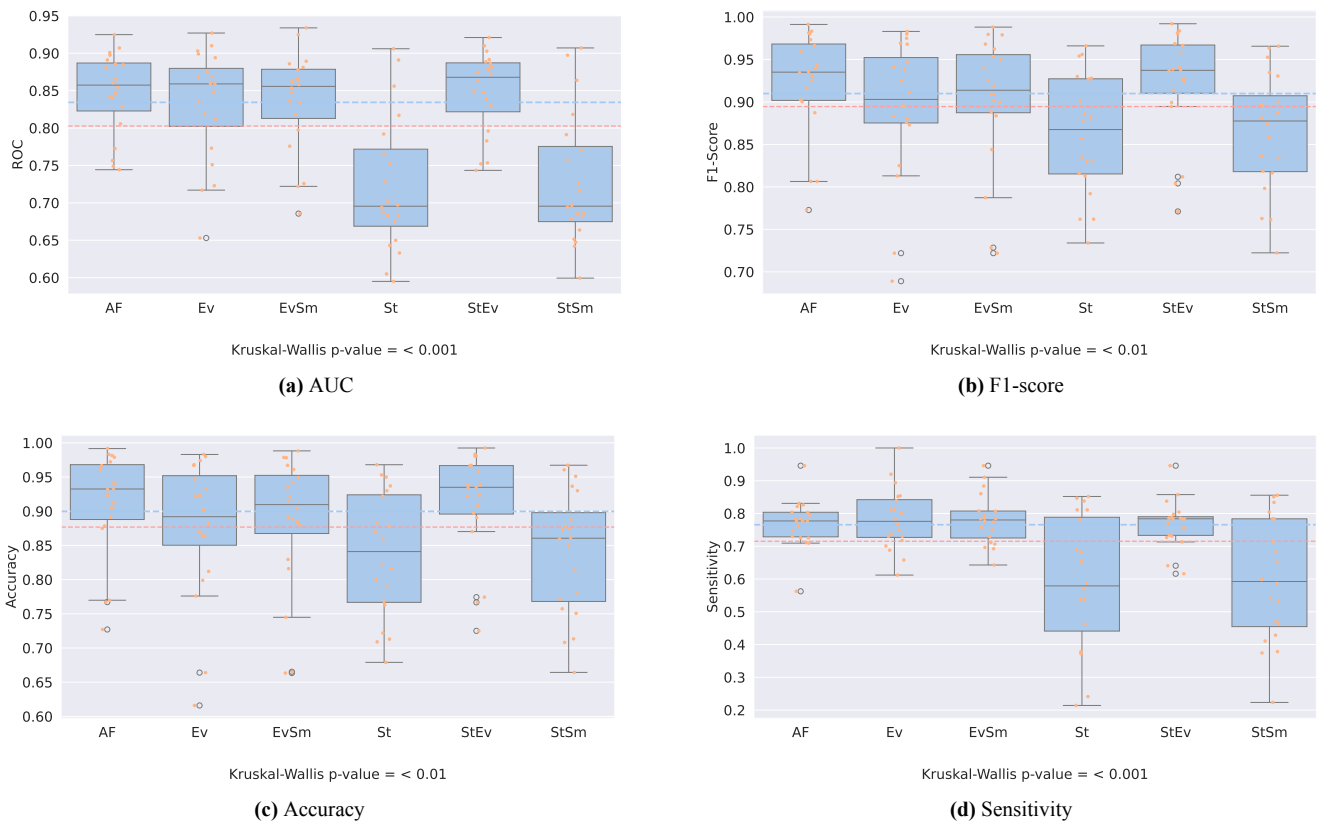 0.95
0.90
0.85
0.80
0.75
0.70
0.65
0.60
ROC
AF Ev EvSm St StEv StSm
Kruskal-Wallis p-value = < 0.001
(a) AUC
1.00
0.95
0.90
0.85
0.80
0.75
0.70
F1-Score
AF Ev EvSm St StEv StSm
Kruskal-Wallis p-value = < 0.01
(b) F1-score
1.00
0.95
0.90
0.85
0.80
0.75
0.70
0.65
0.60
Accuracy
AF Ev EvSm St StEv StSm
Kruskal-Wallis p-value = < 0.01
(c) Accuracy
1.0
0.9
0.8
0.7
0.6
0.5
0.4
0.3
0.2
Sensitivity
AF Ev EvSm St StEv StSm
Kruskal-Wallis p-value = < 0.001
(d) Sensitivity